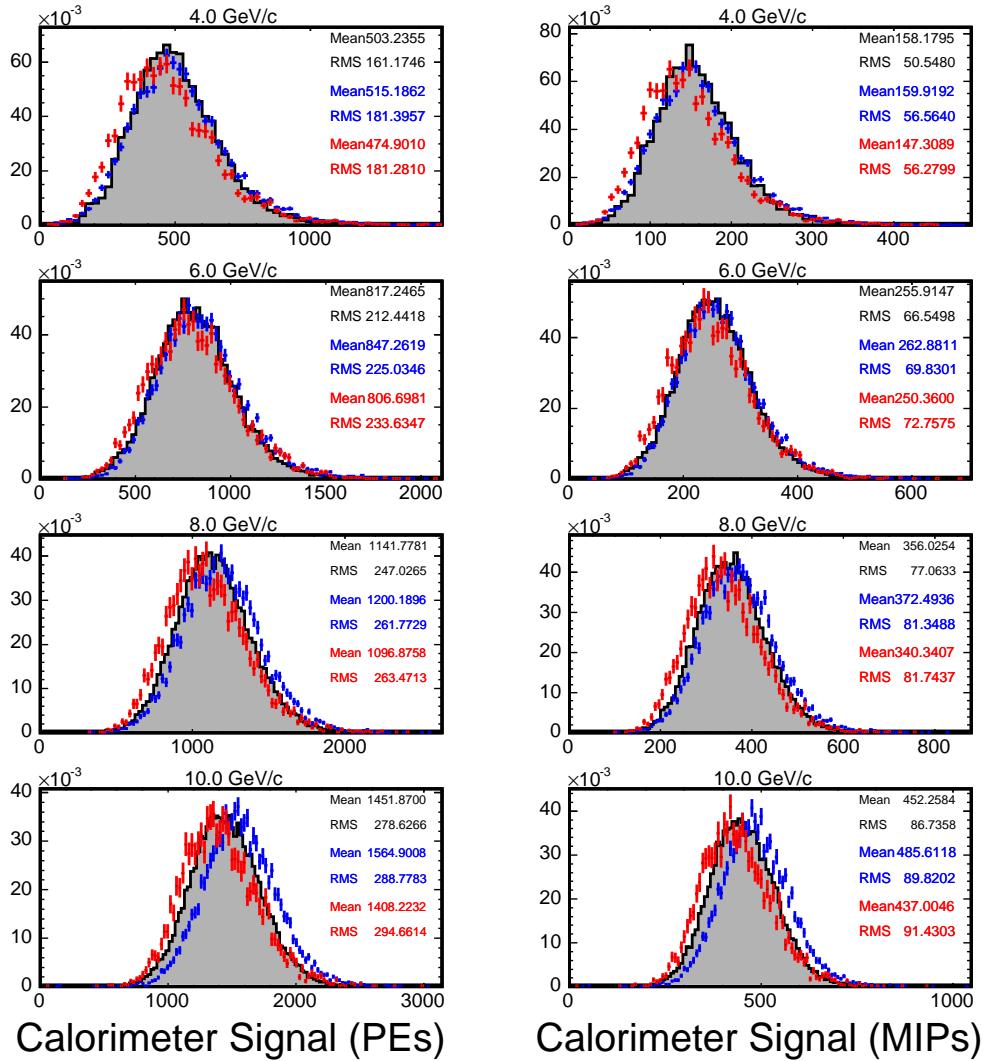 ×10⁻³ 4.0 GeV/c
60
40
20
0
0 500 1000
Mean503.2355
RMS 161.1746
Mean515.1862
RMS 181.3957
Mean474.9010
RMS 181.2810
×10⁻³ 4.0 GeV/c
80
60
40
20
0
0 100 200 300 400
Mean158.1795
RMS 50.5480
Mean159.9192
RMS 56.5640
Mean147.3089
RMS 56.2799
×10⁻³ 6.0 GeV/c
40
20
0
0 500 1000 1500 2000
Mean817.2465
RMS 212.4418
Mean847.2619
RMS 225.0346
Mean806.6981
RMS 233.6347
×10⁻³ 6.0 GeV/c
40
20
0
200 400 600
Mean255.9147
RMS 66.5498
Mean 262.8811
RMS 69.8301
Mean250.3600
RMS 72.7575
×10⁻³ 8.0 GeV/c
40
30
20
10
0
0 1000 2000
Mean 1141.7781
RMS 247.0265
Mean 1200.1896
RMS 261.7729
Mean 1096.8758
RMS 263.4713
×10⁻³ 8.0 GeV/c
40
20
0
0 200 400 600 800
Mean 356.0254
RMS 77.0633
Mean372.4936
RMS 81.3488
Mean340.3407
RMS 81.7437
×10⁻³ 10.0 GeV/c
40
30
20
10
0
0 1000 2000 3000
Mean 1451.8700
RMS 278.6266
Mean 1564.9008
RMS 288.7783
Mean 1408.2232
RMS 294.6614
×10⁻³ 10.0 GeV/c
40
30
20
10
0
0 500 1000
Mean 452.2584
RMS 86.7358
Mean485.6118
RMS 89.8202
Mean437.0046
RMS 91.4303
Calorimeter Signal (PEs)
Calorimeter Signal (MIPs)